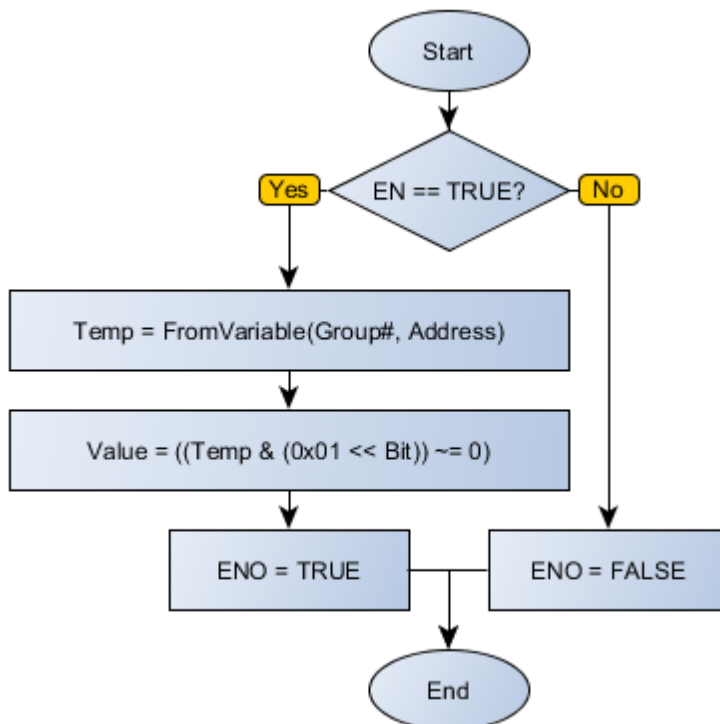 Start
EN == TRUE?
Yes
No
Temp = FromVariable(Group#, Address)
Value = ((Temp & (0x01 << Bit)) ~= 0)
ENO = TRUE
ENO = FALSE
End